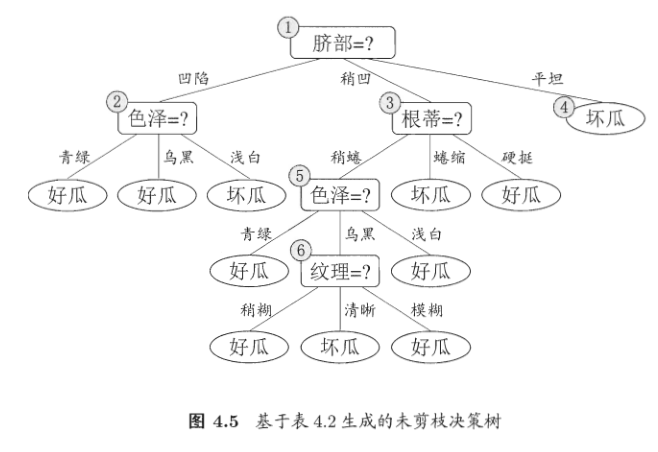 1
脐部=?
凹陷 稍凹 平坦
2 3 4
色泽=? 根蒂=? 坏瓜
青绿 乌黑 浅白 稍蜷 蜷缩 硬挺
5
好瓜 好瓜 坏瓜 色泽=? 坏瓜 好瓜
青绿 乌黑 浅白
6
好瓜 纹理=? 好瓜
稍糊 清晰 模糊
好瓜 坏瓜 好瓜
图 4.5 基于表 4.2 生成的未剪枝决策树